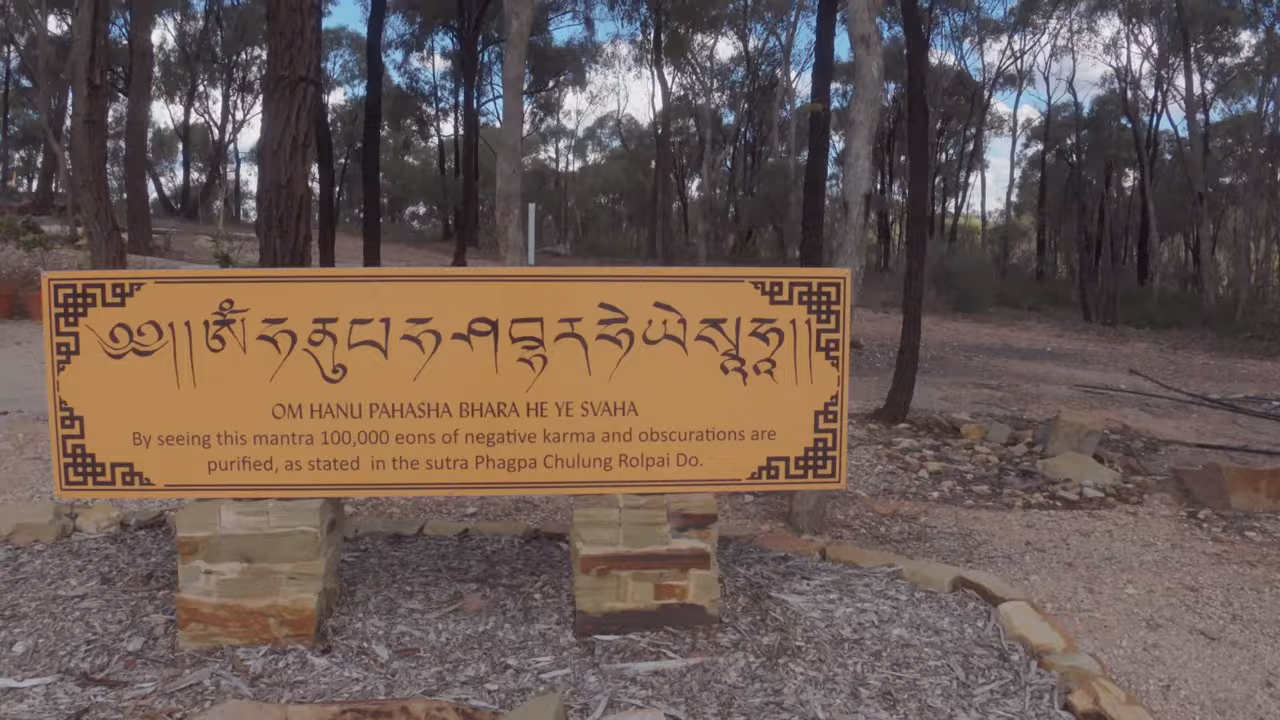 ༄༅།།ཨོཾ་ཧ་ནུ་པ་ཧ་ཤ་བྷ་ར་ཧེ་ཡེ་སྭཱ་ཧཱ།།
OM HANU PAHASHA BHARA HE YE SVAHA
By seeing this mantra 100,000 eons of negative karma and obscurations are
purified, as stated in the sutra Phagpa Chulung Rolpai Do.